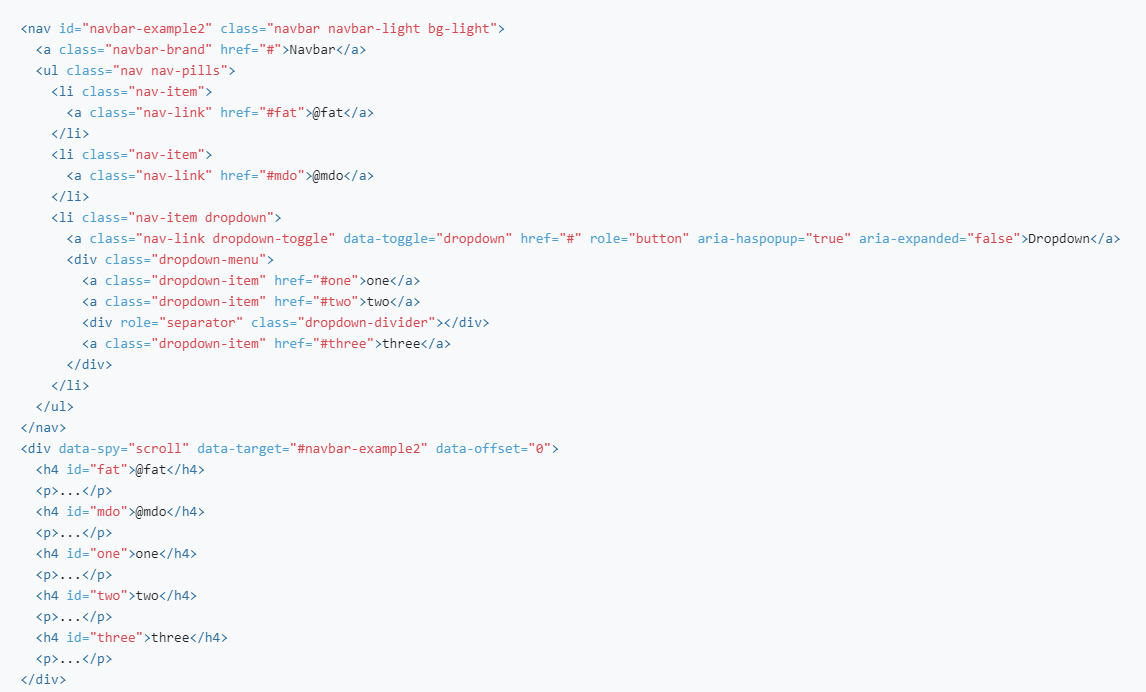 <nav id="navbar-example2" class="navbar navbar-light bg-light">
  <a class="navbar-brand" href="#">Navbar</a>
  <ul class="nav nav-pills">
    <li class="nav-item">
      <a class="nav-link" href="#fat">@fat</a>
    </li>
    <li class="nav-item">
      <a class="nav-link" href="#mdo">@mdo</a>
    </li>
    <li class="nav-item dropdown">
      <a class="nav-link dropdown-toggle" data-toggle="dropdown" href="#" role="button" aria-haspopup="true" aria-expanded="false">Dropdown</a>
      <div class="dropdown-menu">
        <a class="dropdown-item" href="#one">one</a>
        <a class="dropdown-item" href="#two">two</a>
        <div role="separator" class="dropdown-divider"></div>
        <a class="dropdown-item" href="#three">three</a>
      </div>
    </li>
  </ul>
</nav>
<div data-spy="scroll" data-target="#navbar-example2" data-offset="0">
  <h4 id="fat">@fat</h4>
  <p>...</p>
  <h4 id="mdo">@mdo</h4>
  <p>...</p>
  <h4 id="one">one</h4>
  <p>...</p>
  <h4 id="two">two</h4>
  <p>...</p>
  <h4 id="three">three</h4>
  <p>...</p>
</div>